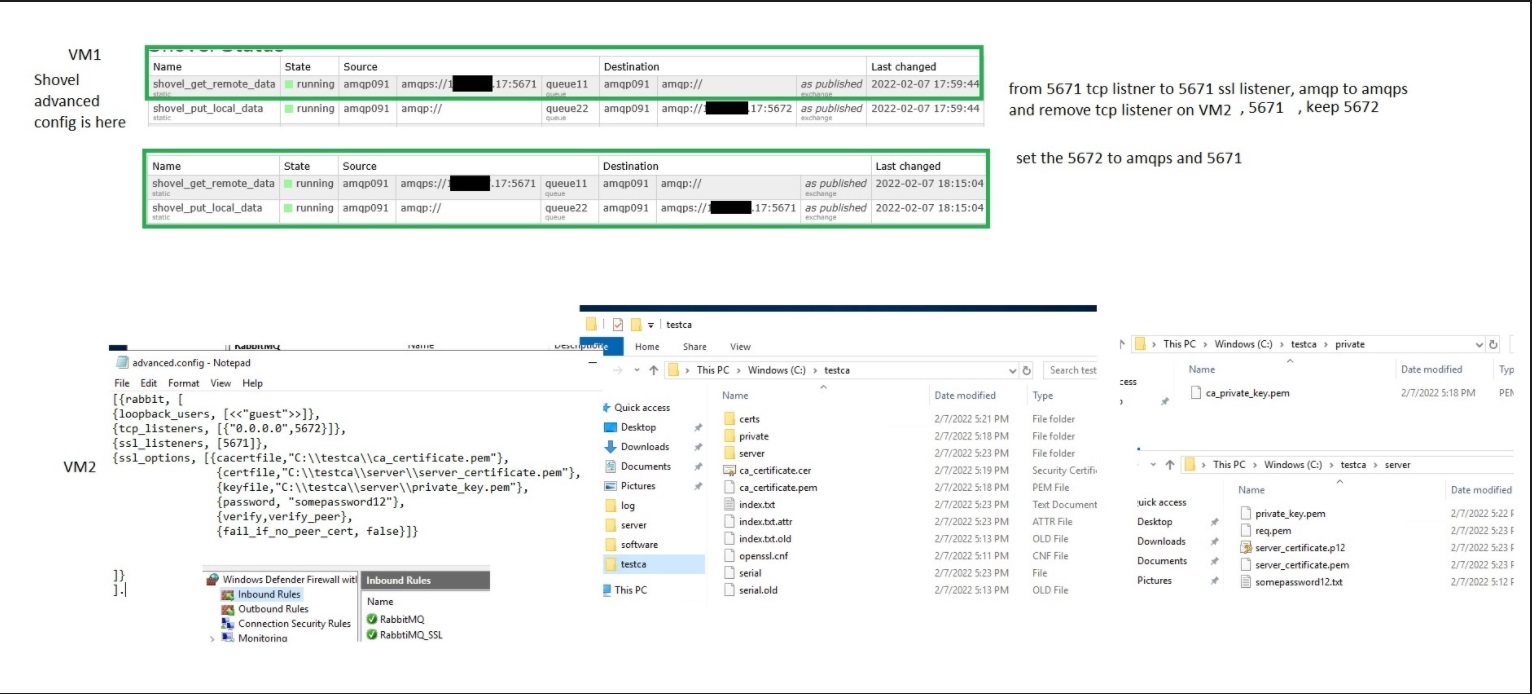 VM1
Shovel
advanced
config is here
Shovel Status
Name State Source Destination Last changed
shovel_get_remote_data running amqp091 amqps://1 .17:5671 queue11 amqp091 amqp:// as published 2022-02-07 17:59:44
static queue exchange
shovel_put_local_data running amqp091 amqp:// queue22 amqp091 amqp://1 .17:5672 as published 2022-02-07 17:59:44
static queue exchange
from 5671 tcp listner to 5671 ssl listener, amqp to amqps
and remove tcp listener on VM2 , 5671 , keep 5672
Name State Source Destination Last changed
shovel_get_remote_data running amqp091 amqps://1 .17:5671 queue11 amqp091 amqp:// as published 2022-02-07 18:15:04
static queue exchange
shovel_put_local_data running amqp091 amqp:// queue22 amqp091 amqps://1 .17:5671 as published 2022-02-07 18:15:04
static queue exchange
set the 5672 to amqps and 5671
VM2
RabbitMQ Name
advanced.config - Notepad
File Edit Format View Help
[{rabbit, [
{loopback_users, [<<"guest">>]},
{tcp_listeners, [{"0.0.0.0",5672}]},
{ssl_listeners, [5671]},
{ssl_options, [{cacertfile,"C:\\testca\\ca_certificate.pem"},
{certfile,"C:\\testca\\server\\server_certificate.pem"},
{keyfile,"C:\\testca\\server\\private_key.pem"},
{password, "somepassword12"},
{verify,verify_peer},
{fail_if_no_peer_cert, false}]}
]}
].
Windows Defender Firewall witl
Inbound Rules
Outbound Rules
Connection Security Rules
Monitoring
Inbound Rules
Name
RabbitMQ
RabbtiMQ_SSL
testca
Home Share View
This PC > Windows (C:) > testca
Search test
Quick access
Desktop
Downloads
Documents
Pictures
log
server
software
testca
This PC
Name Date modified Type
certs 2/7/2022 5:21 PM File folder
private 2/7/2022 5:18 PM File folder
server 2/7/2022 5:23 PM File folder
ca_certificate.cer 2/7/2022 5:19 PM Security Certifi
ca_certificate.pem 2/7/2022 5:18 PM PEM File
index.txt 2/7/2022 5:23 PM Text Document
index.txt.attr 2/7/2022 5:23 PM ATTR File
index.txt.old 2/7/2022 5:13 PM OLD File
openssl.cnf 2/7/2022 5:11 PM CNF File
serial 2/7/2022 5:23 PM File
serial.old 2/7/2022 5:13 PM OLD File
This PC > Windows (C:) > testca > private
cess
Name Date modified Typ
ca_private_key.pem 2/7/2022 5:18 PM PEN
This PC > Windows (C:) > testca > server
uick access
Desktop
Downloads
Documents
Pictures
Name Date modified
private_key.pem 2/7/2022 5:22 F
req.pem 2/7/2022 5:23 F
server_certificate.p12 2/7/2022 5:23 F
server_certificate.pem 2/7/2022 5:23 F
somepassword12.txt 2/7/2022 5:12 F